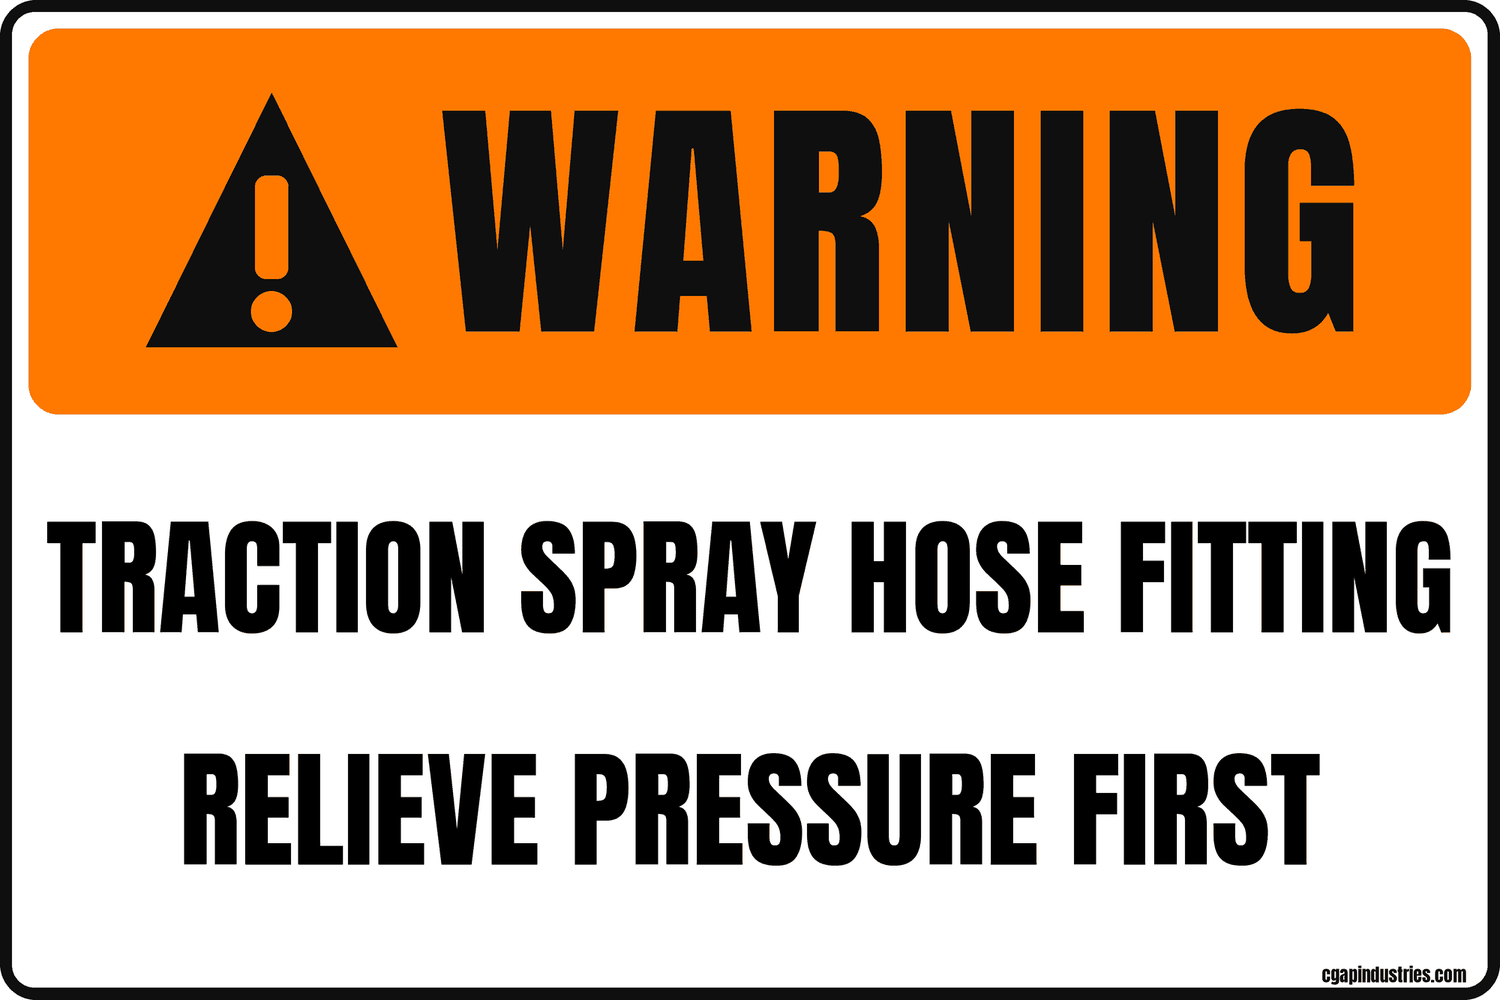 WARNING
TRACTION SPRAY HOSE FITTING
RELIEVE PRESSURE FIRST
cgapindustries.com